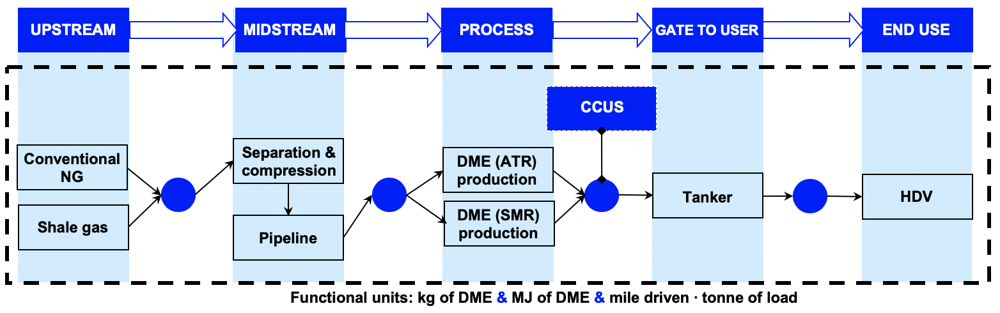 UPSTREAM
MIDSTREAM
PROCESS
GATE TO USER
END USE
CCUS
Conventional
NG
Shale gas
Separation &
compression
Pipeline
DME (ATR)
production
DME (SMR)
production
Tanker
HDV
Functional units: kg of DME & MJ of DME & mile driven · tonne of load